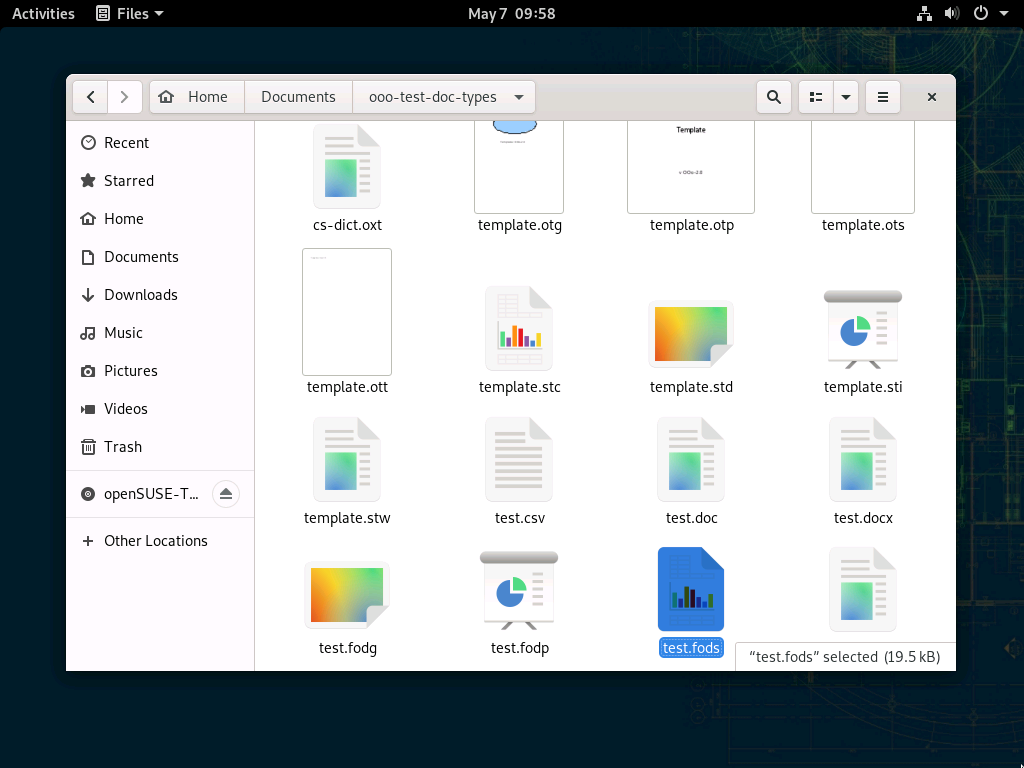 Activities Files May 7 09:58
Home Documents ooo-test-doc-types
Recent
Starred
Home
Documents
Downloads
Music
Pictures
Videos
Trash
openSUSE-T...
Other Locations
Template
v OOo-2.0
cs-dict.oxt template.otg template.otp template.ots
template.ott template.stc template.std template.sti
template.stw test.csv test.doc test.docx
test.fodg test.fodp test.fods
“test.fods” selected (19.5 kB)